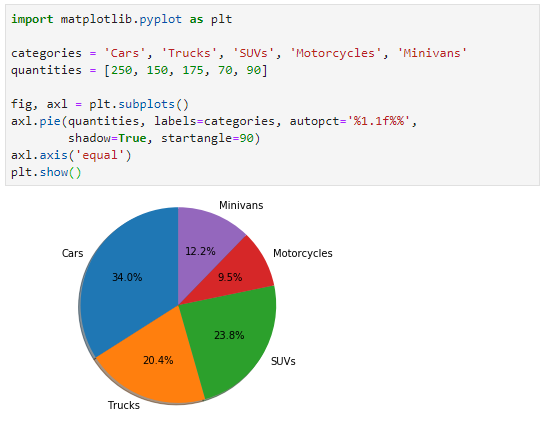 import matplotlib.pyplot as plt
categories = 'Cars', 'Trucks', 'SUVs', 'Motorcycles', 'Minivans'
quantities = [250, 150, 175, 70, 90]
fig, axl = plt.subplots()
axl.pie(quantities, labels=categories, autopct='%1.1f%%',
shadow=True, startangle=90)
axl.axis('equal')
plt.show()
Minivans
12.2%
Cars
Motorcycles
34.0%
9.5%
23.8%
20.4%
SUVs
Trucks